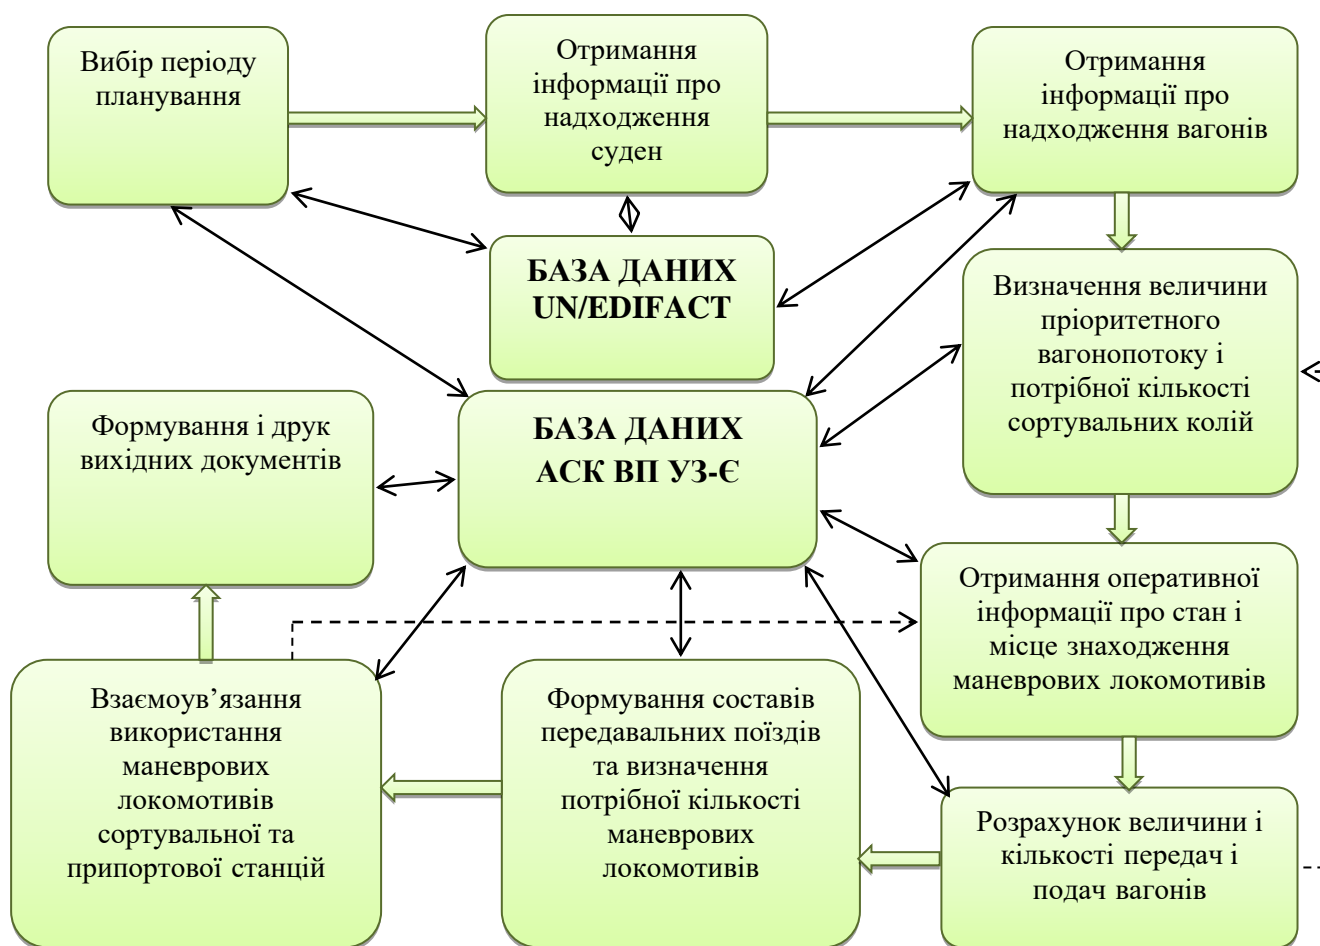 Вибір періоду
планування
Отримання
інформації про
надходження
суден
Отримання
інформації про
надходження вагонів
БАЗА ДАНИХ
UN/EDIFACT
Визначення величини
пріоритетного
вагонопотоку і
потрібної кількості
сортувальних колій
БАЗА ДАНИХ
АСК ВП УЗ-Є
Формування і друк
вихідних документів
Отримання оперативної
інформації про стан і
місце знаходження
маневрових локомотивів
Взаємоув’язання
використання
маневрових
локомотивів
сортувальної та
припортової станцій
Формування составів
передавальних поїздів
та визначення
потрібної кількості
маневрових
локомотивів
Розрахунок величини і
кількості передач і
подач вагонів